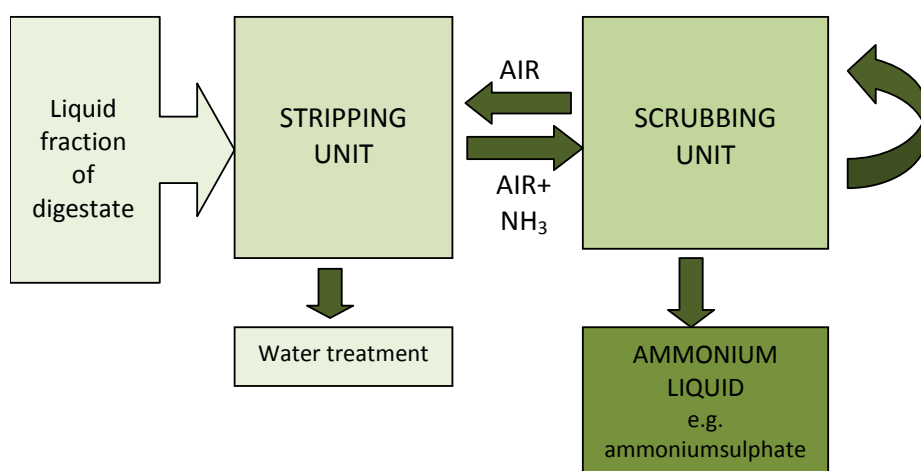 Liquid
fraction
of
digestate
STRIPPING
UNIT
AIR
AIR+
NH₃
SCRUBBING
UNIT
Water treatment
AMMONIUM
LIQUID
e.g.
ammoniumsulphate